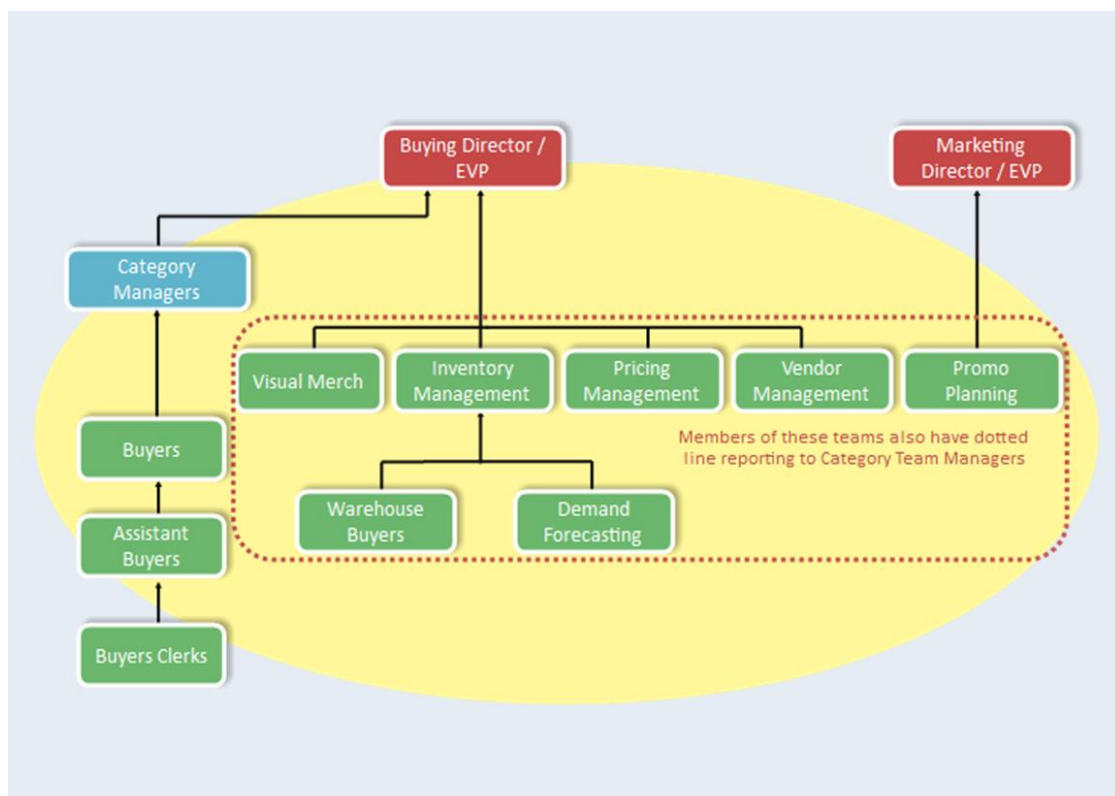 Buying Director /
EVP
Marketing
Director / EVP
Category
Managers
Visual Merch
Inventory
Management
Pricing
Management
Vendor
Management
Promo
Planning
Members of these teams also have dotted
line reporting to Category Team Managers
Buyers
Warehouse
Buyers
Demand
Forecasting
Assistant
Buyers
Buyers Clerks